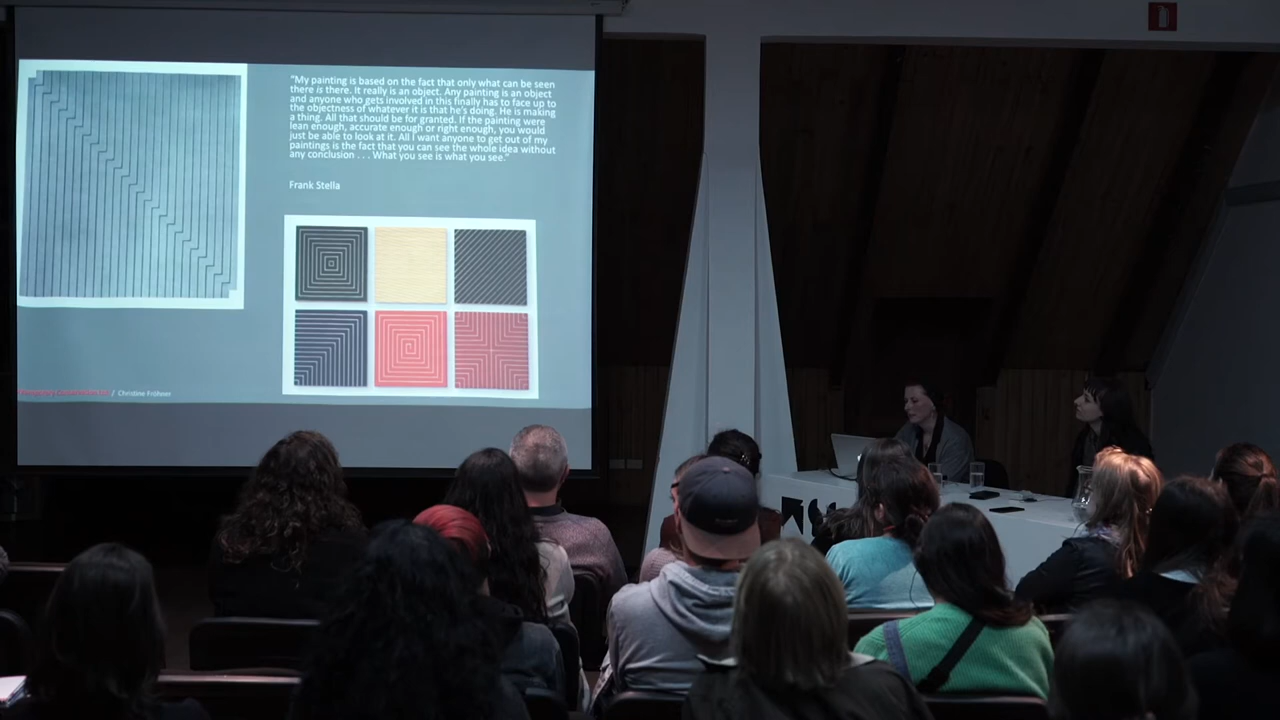 "My painting is based on the fact that only what can be seen
there is there. It really is an object. Any painting is an object
and anyone who gets involved in this finally has to face up to
the objectness of whatever it is that he's doing. He is making
a thing. All that should be for granted. If the painting were
lean enough, accurate enough or right enough, you would
just be able to look at it. All I want anyone to get out of my
paintings is the fact that you can see the whole idea without
any conclusion . . . What you see is what you see."
Frank Stella
/ Christine Fröhnert